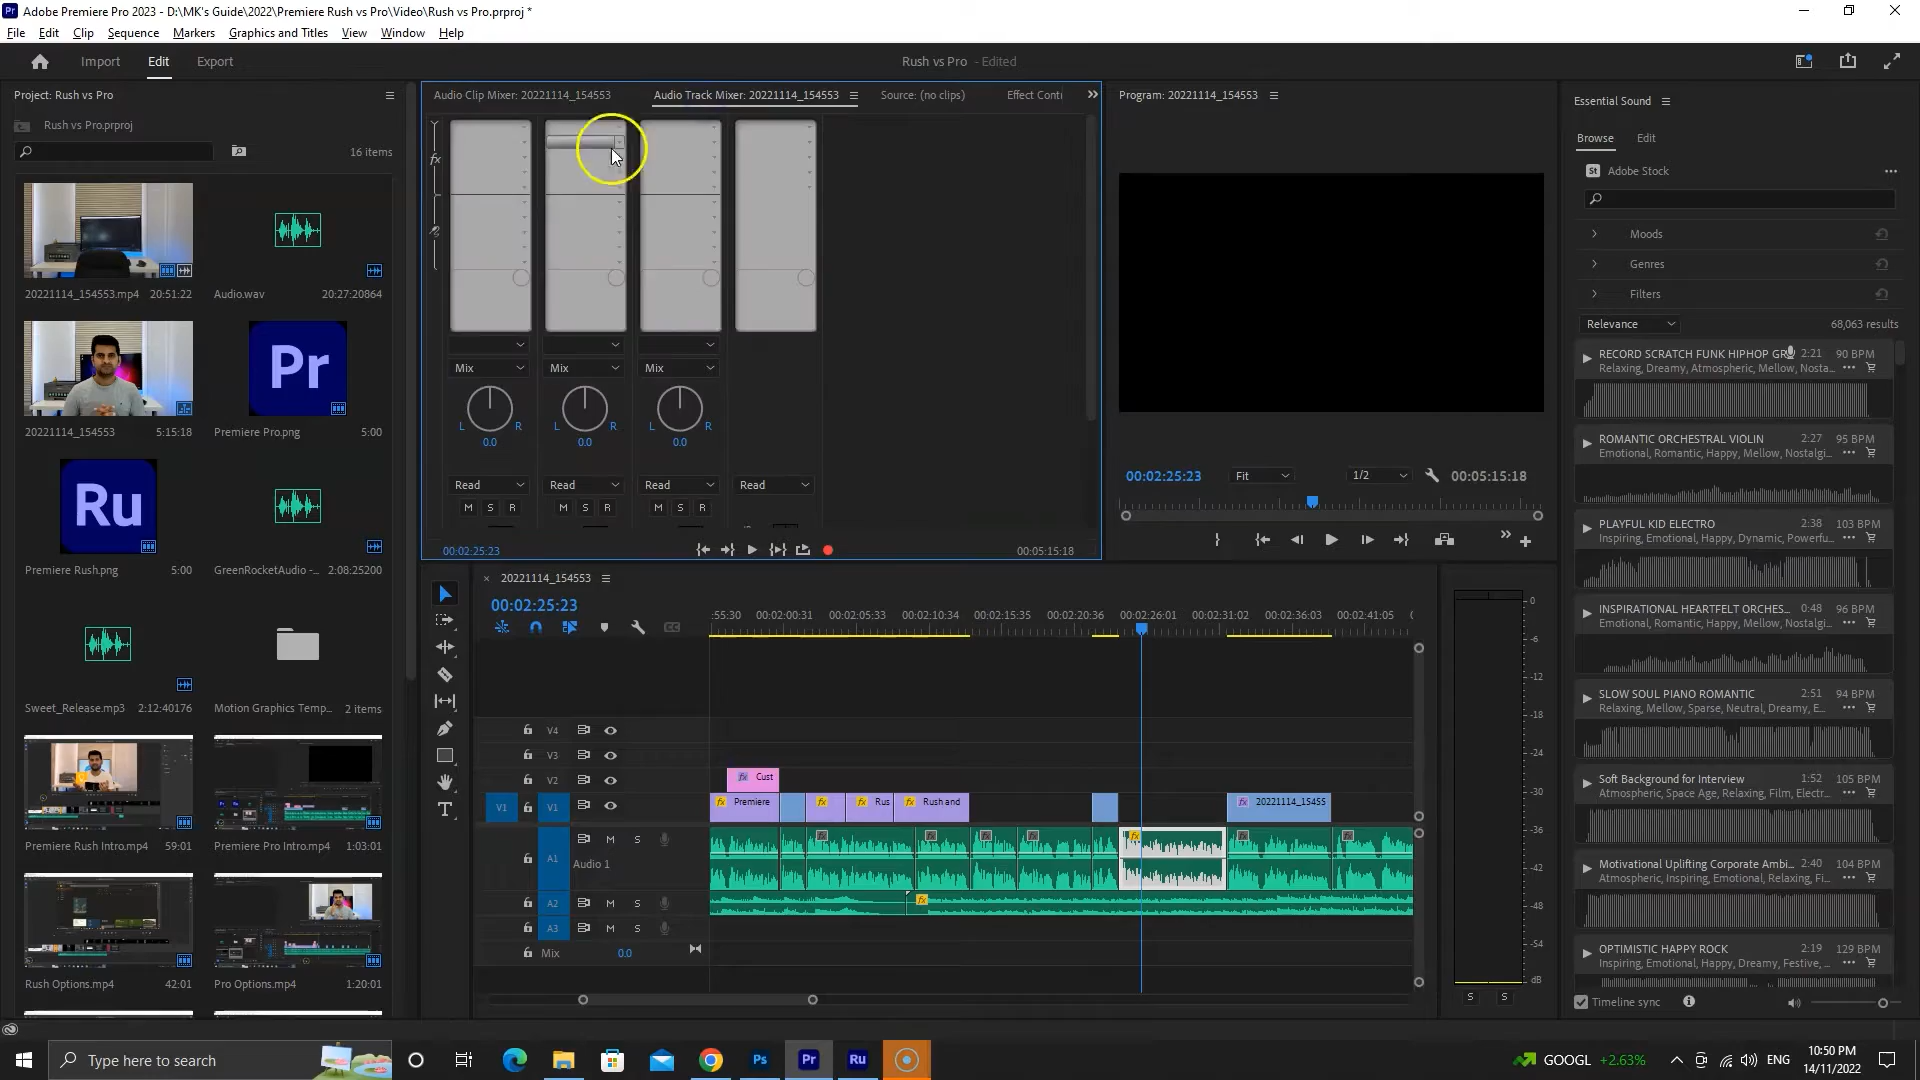 Adobe Premiere Pro 2023 - D:\MK's Guide\2022\Premiere Rush vs Pro\Video\Rush vs Pro.prproj *
File Edit Clip Sequence Markers Graphics and Titles View Window Help
Import Edit Export
Rush vs Pro - Edited
Project: Rush vs Pro
Rush vs Pro.prproj
16 items
20221114_154553.mp4 20:51:22
Audio.wav 20:27:20864
20221114_154553 5:15:18
Pr
Premiere Pro.png 5:00
Ru
Premiere Rush.png 5:00
GreenRocketAudio -... 2:08:25200
Sweet_Release.mp3 2:12:40176
Motion Graphics Temp... 2 items
Premiere Rush Intro.mp4 59:01
Premiere Pro Intro.mp4 1:03:01
Rush Options.mp4 42:01
Pro Options.mp4 1:20:01
Audio Clip Mixer: 20221114_154553
Audio Track Mixer: 20221114_154553
Source: (no clips)
Effect Conti
fx
Mix Mix Mix
L R L R L R
0.0 0.0 0.0
Read Read Read Read
M S R M S R M S R
00:02:25:23
00:05:15:18
Program: 20221114_154553
00:02:25:23 Fit 1/2 00:05:15:18
20221114_154553
00:02:25:23
:55:30 00:02:00:31 00:02:05:33 00:02:10:34 00:02:15:35 00:02:20:36 00:02:26:01 00:02:31:02 00:02:36:03 00:02:41:05
V4
V3
V2
fx Cust
V1 V1
fx Premiere fx fx Rus fx Rush and fx 20221114_15455
A1 M S
Audio 1
A2 M S
A3 M S
Mix 0.0
0
-6
-12
-18
-24
-30
-36
-42
-48
-54
dB
S S
Essential Sound
Browse Edit
St Adobe Stock
Moods
Genres
Filters
Relevance 68,063 results
RECORD SCRATCH FUNK HIPHOP GR 2:21 90 BPM
Relaxing, Dreamy, Atmospheric, Mellow, Nosta...
ROMANTIC ORCHESTRAL VIOLIN 2:27 95 BPM
Emotional, Romantic, Happy, Mellow, Nostalgi...
PLAYFUL KID ELECTRO 2:38 103 BPM
Inspiring, Emotional, Happy, Dynamic, Powerfu...
INSPIRATIONAL HEARTFELT ORCHES... 0:48 96 BPM
Emotional, Romantic, Happy, Mellow, Nostalgi...
SLOW SOUL PIANO ROMANTIC 2:51 94 BPM
Relaxing, Mellow, Sparse, Neutral, Dreamy, E...
Soft Background for Interview 1:52 105 BPM
Atmospheric, Space Age, Relaxing, Film, Electr...
Motivational Uplifting Corporate Ambi... 2:40 104 BPM
Atmospheric, Inspiring, Emotional, Relaxing, Fi...
OPTIMISTIC HAPPY ROCK 2:19 129 BPM
Inspiring, Emotional, Happy, Dreamy, Festive, ...
Timeline sync
Type here to search
Ps Pr Ru
GOOGL +2.63%
ENG
10:50 PM
14/11/2022